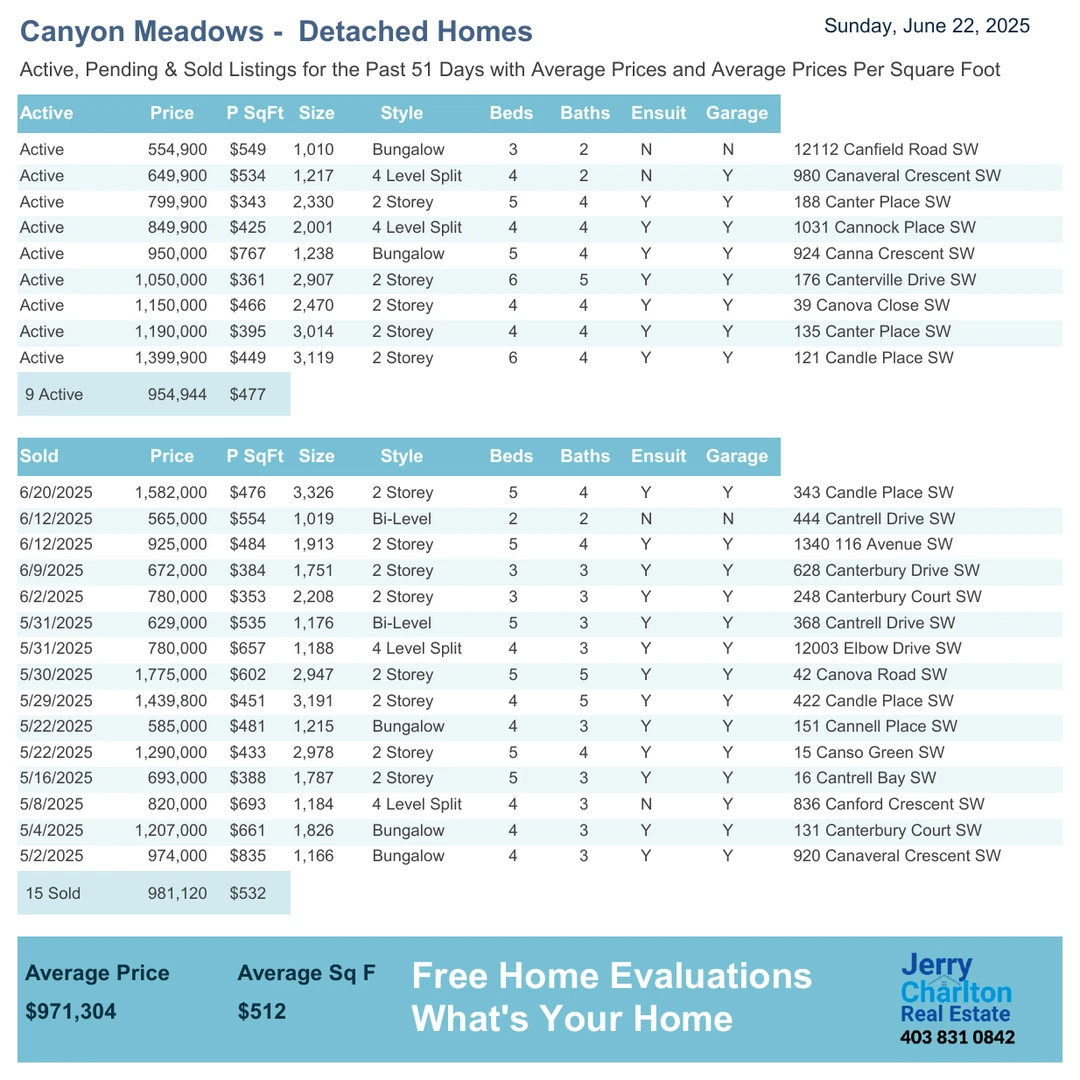 Canyon Meadows -  Detached Homes
Sunday, June 22, 2025
Active, Pending & Sold Listings for the Past 51 Days with Average Prices and Average Prices Per Square Foot
Active Price P SqFt Size Style Beds Baths Ensuit Garage
Active 554,900 $549 1,010 Bungalow 3 2 N N 12112 Canfield Road SW
Active 649,900 $534 1,217 4 Level Split 4 2 N Y 980 Canaveral Crescent SW
Active 799,900 $343 2,330 2 Storey 5 4 Y Y 188 Canter Place SW
Active 849,900 $425 2,001 4 Level Split 4 4 Y Y 1031 Cannock Place SW
Active 950,000 $767 1,238 Bungalow 5 4 Y Y 924 Canna Crescent SW
Active 1,050,000 $361 2,907 2 Storey 6 5 Y Y 176 Canterville Drive SW
Active 1,150,000 $466 2,470 2 Storey 4 4 Y Y 39 Canova Close SW
Active 1,190,000 $395 3,014 2 Storey 4 4 Y Y 135 Canter Place SW
Active 1,399,900 $449 3,119 2 Storey 6 4 Y Y 121 Candle Place SW
9 Active 954,944 $477
Sold Price P SqFt Size Style Beds Baths Ensuit Garage
6/20/2025 1,582,000 $476 3,326 2 Storey 5 4 Y Y 343 Candle Place SW
6/12/2025 565,000 $554 1,019 Bi-Level 2 2 N N 444 Cantrell Drive SW
6/12/2025 925,000 $484 1,913 2 Storey 5 4 Y Y 1340 116 Avenue SW
6/9/2025 672,000 $384 1,751 2 Storey 3 3 Y Y 628 Canterbury Drive SW
6/2/2025 780,000 $353 2,208 2 Storey 3 3 Y Y 248 Canterbury Court SW
5/31/2025 629,000 $535 1,176 Bi-Level 5 3 Y Y 368 Cantrell Drive SW
5/31/2025 780,000 $657 1,188 4 Level Split 4 3 Y Y 12003 Elbow Drive SW
5/30/2025 1,775,000 $602 2,947 2 Storey 5 5 Y Y 42 Canova Road SW
5/29/2025 1,439,800 $451 3,191 2 Storey 4 5 Y Y 422 Candle Place SW
5/22/2025 585,000 $481 1,215 Bungalow 4 3 Y Y 151 Cannell Place SW
5/22/2025 1,290,000 $433 2,978 2 Storey 5 4 Y Y 15 Canso Green SW
5/16/2025 693,000 $388 1,787 2 Storey 5 3 Y Y 16 Cantrell Bay SW
5/8/2025 820,000 $693 1,184 4 Level Split 4 3 N Y 836 Canford Crescent SW
5/4/2025 1,207,000 $661 1,826 Bungalow 4 3 Y Y 131 Canterbury Court SW
5/2/2025 974,000 $835 1,166 Bungalow 4 3 Y Y 920 Canaveral Crescent SW
15 Sold 981,120 $532
Average Price Average Sq F
$971,304 $512
Free Home Evaluations
What's Your Home
Jerry
Charlton
Real Estate
403 831 0842